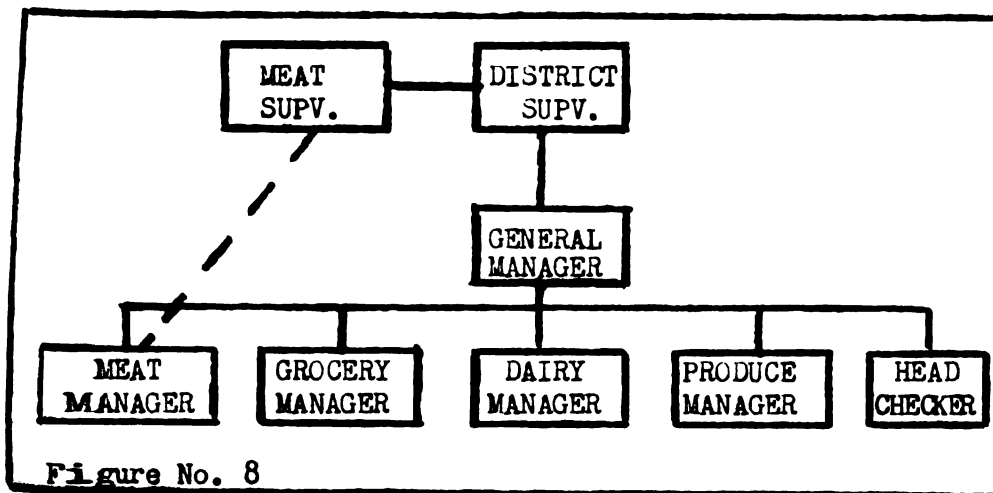 MEAT
SUPV.
DISTRICT
SUPV.
GENERAL
MANAGER
MEAT
MANAGER
GROCERY
MANAGER
DAIRY
MANAGER
PRODUCE
MANAGER
HEAD
CHECKER
Figure No. 8